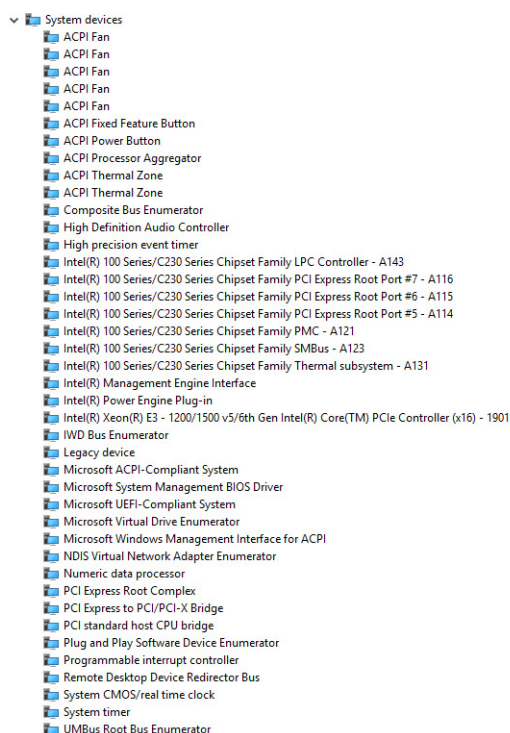 System devices
ACPI Fan
ACPI Fan
ACPI Fan
ACPI Fan
ACPI Fan
ACPI Fixed Feature Button
ACPI Power Button
ACPI Processor Aggregator
ACPI Thermal Zone
ACPI Thermal Zone
Composite Bus Enumerator
High Definition Audio Controller
High precision event timer
Intel(R) 100 Series/C230 Series Chipset Family LPC Controller - A143
Intel(R) 100 Series/C230 Series Chipset Family PCI Express Root Port #7 - A116
Intel(R) 100 Series/C230 Series Chipset Family PCI Express Root Port #6 - A115
Intel(R) 100 Series/C230 Series Chipset Family PCI Express Root Port #5 - A114
Intel(R) 100 Series/C230 Series Chipset Family PMC - A121
Intel(R) 100 Series/C230 Series Chipset Family SMBus - A123
Intel(R) 100 Series/C230 Series Chipset Family Thermal subsystem - A131
Intel(R) Management Engine Interface
Intel(R) Power Engine Plug-in
Intel(R) Xeon(R) E3 - 1200/1500 v5/6th Gen Intel(R) Core(TM) PCIe Controller (x16) - 1901
IWD Bus Enumerator
Legacy device
Microsoft ACPI-Compliant System
Microsoft System Management BIOS Driver
Microsoft UEFI-Compliant System
Microsoft Virtual Drive Enumerator
Microsoft Windows Management Interface for ACPI
NDIS Virtual Network Adapter Enumerator
Numeric data processor
PCI Express Root Complex
PCI Express to PCI/PCI-X Bridge
PCI standard host CPU bridge
Plug and Play Software Device Enumerator
Programmable interrupt controller
Remote Desktop Device Redirector Bus
System CMOS/real time clock
System timer
UMBus Root Bus Enumerator